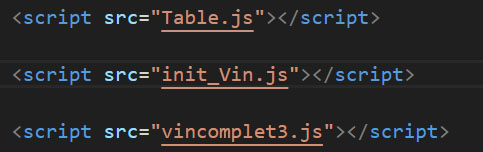 <script src="Table.js"></script>
<script src="init_Vin.js"></script>
<script src="vincomplet3.js"></script>